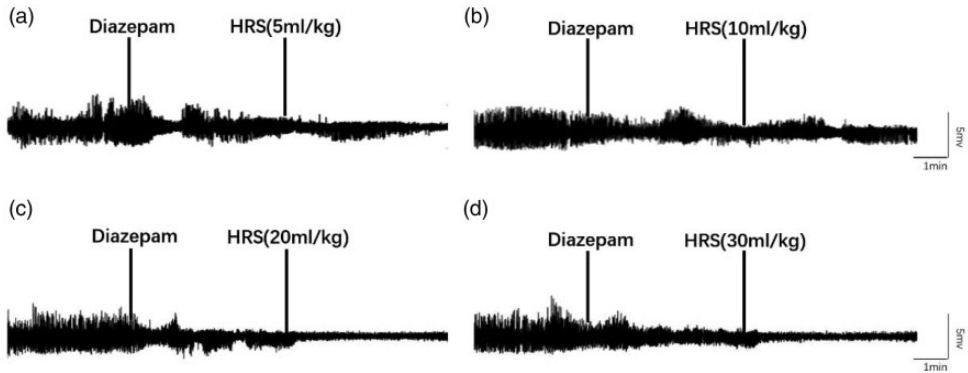 (a)
Diazepam HRS(5ml/kg)
(b)
Diazepam HRS(10ml/kg)
5mv
1min
(c)
Diazepam HRS(20ml/kg)
(d)
Diazepam HRS(30ml/kg)
5mv
1min